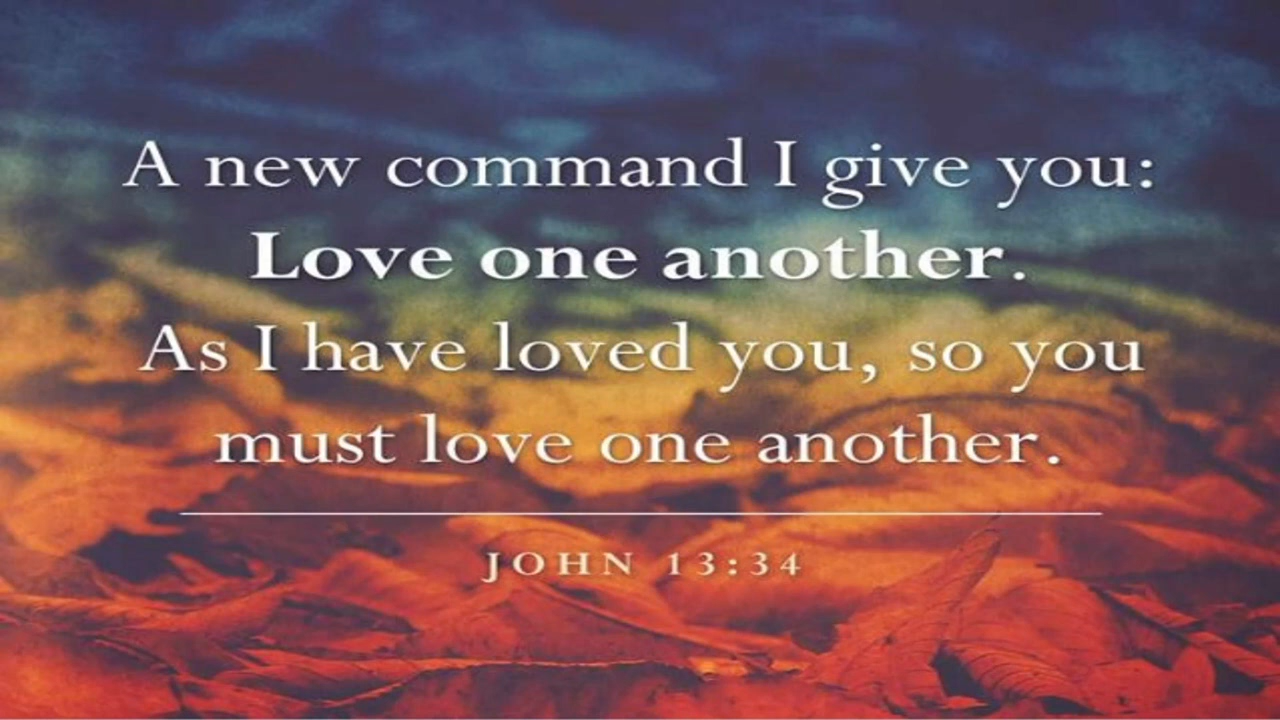 A new command I give you:
Love one another.
As I have loved you, so you
must love one another.
JOHN 13:34